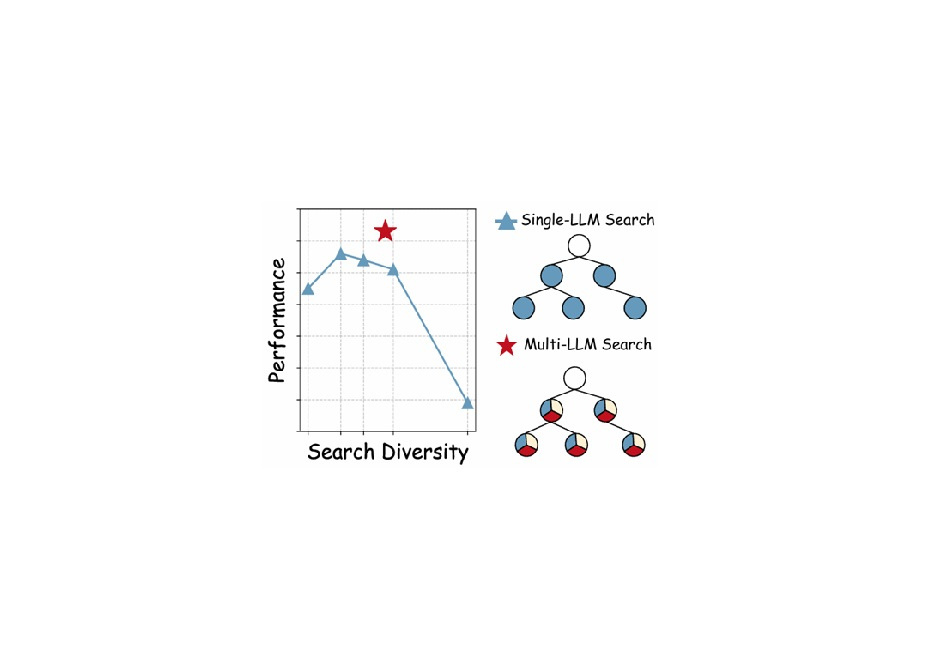 Performance
Search Diversity
Single-LLM Search
Multi-LLM Search